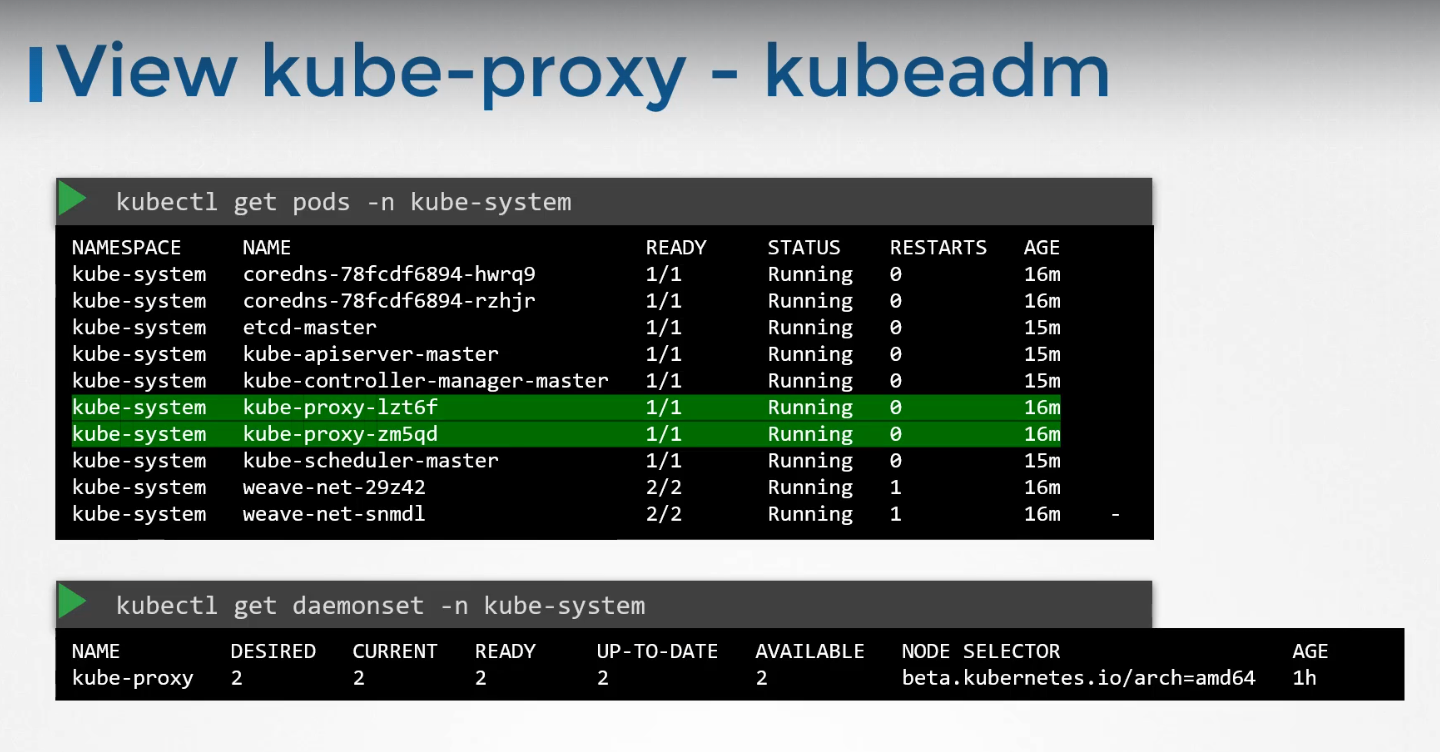 View kube-proxy - kubeadm
kubectl get pods -n kube-system
NAMESPACE NAME READY STATUS RESTARTS AGE
kube-system coredns-78fcdf6894-hwrq9 1/1 Running 0 16m
kube-system coredns-78fcdf6894-rzhjr 1/1 Running 0 16m
kube-system etcd-master 1/1 Running 0 15m
kube-system kube-apiserver-master 1/1 Running 0 15m
kube-system kube-controller-manager-master 1/1 Running 0 15m
kube-system kube-proxy-lzt6f 1/1 Running 0 16m
kube-system kube-proxy-zm5qd 1/1 Running 0 16m
kube-system kube-scheduler-master 1/1 Running 0 15m
kube-system weave-net-29z42 2/2 Running 1 16m
kube-system weave-net-snmdl 2/2 Running 1 16m -
kubectl get daemonset -n kube-system
NAME DESIRED CURRENT READY UP-TO-DATE AVAILABLE NODE SELECTOR AGE
kube-proxy 2 2 2 2 2 beta.kubernetes.io/arch=amd64 1h